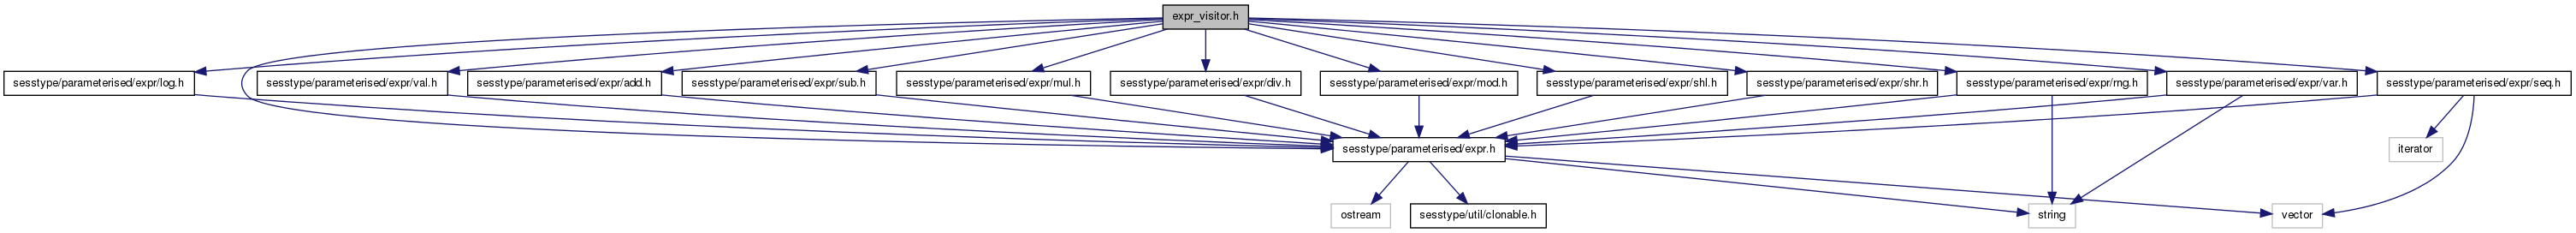 expr_visitor.h
sesstype/parameterised/expr/log.h
sesstype/parameterised/expr/val.h
sesstype/parameterised/expr/add.h
sesstype/parameterised/expr/sub.h
sesstype/parameterised/expr/mul.h
sesstype/parameterised/expr/div.h
sesstype/parameterised/expr/mod.h
sesstype/parameterised/expr/shl.h
sesstype/parameterised/expr/shr.h
sesstype/parameterised/expr/rng.h
sesstype/parameterised/expr/var.h
sesstype/parameterised/expr/seq.h
sesstype/parameterised/expr.h
iterator
ostream
sesstype/util/clonable.h
string
vector